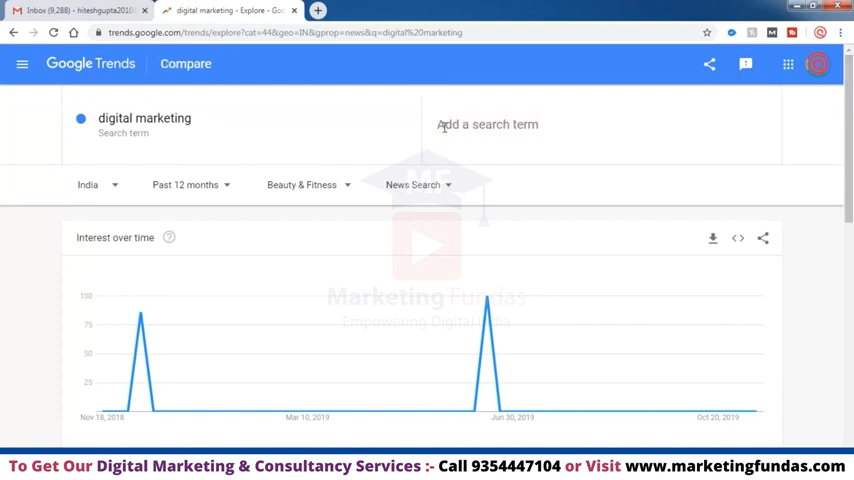 Inbox (9,288) - hiteshgupta2010
digital marketing - Explore - Goo
trends.google.com/trends/explore?cat=44&geo=IN&gprop=news&q=digital%20marketing
Google Trends
Compare
digital marketing
Search term
Add a search term
India
Past 12 months
Beauty & Fitness
News Search
MF
Interest over time
100
75
50
25
Nov 18, 2018
Mar 10, 2019
Jun 30, 2019
Oct 20, 2019
Marketing Fundas
Empowering Digital India
To Get Our Digital Marketing & Consultancy Services :- Call 9354447104 or Visit www.marketingfundas.com